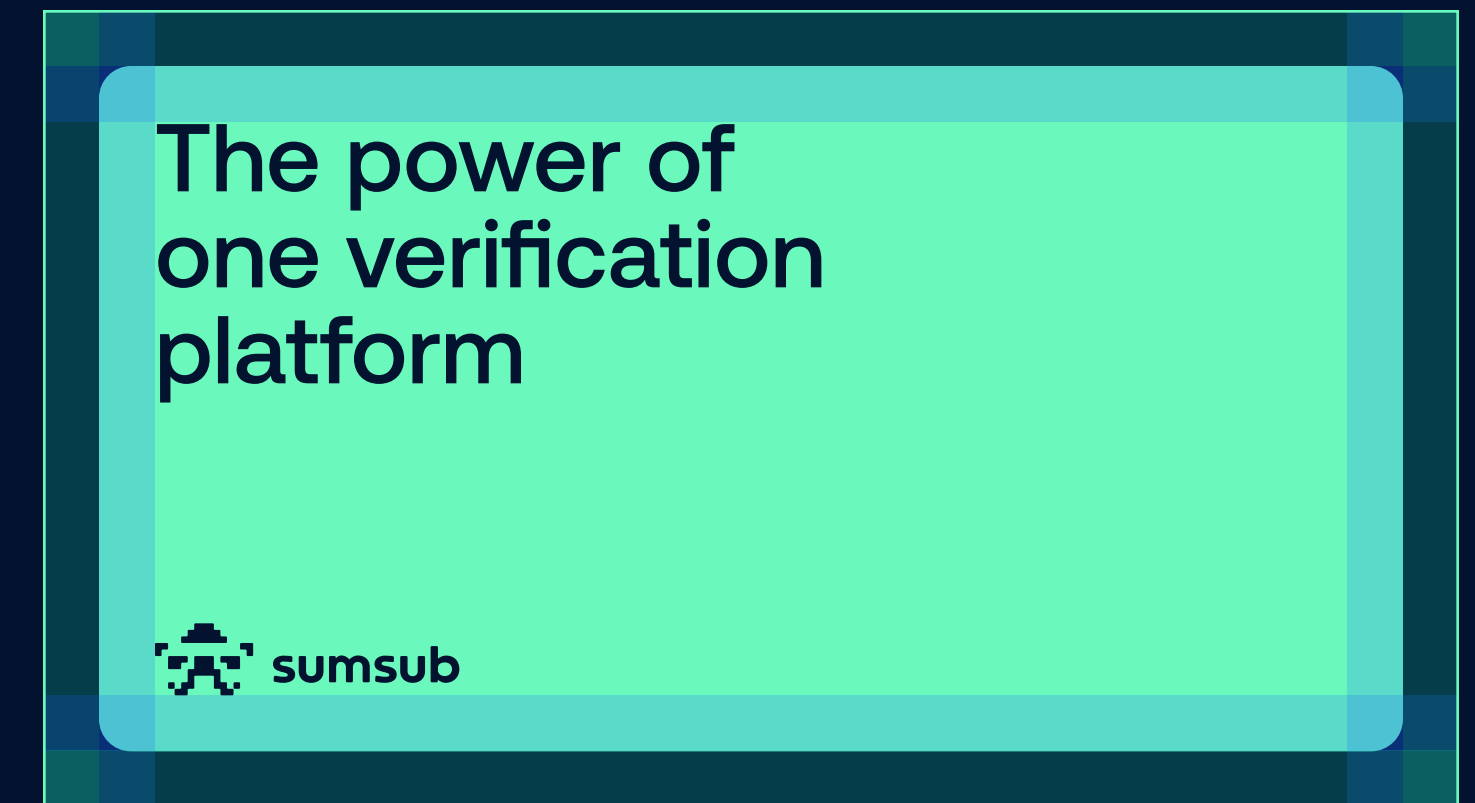 The power of
one verification
platform
sumsub